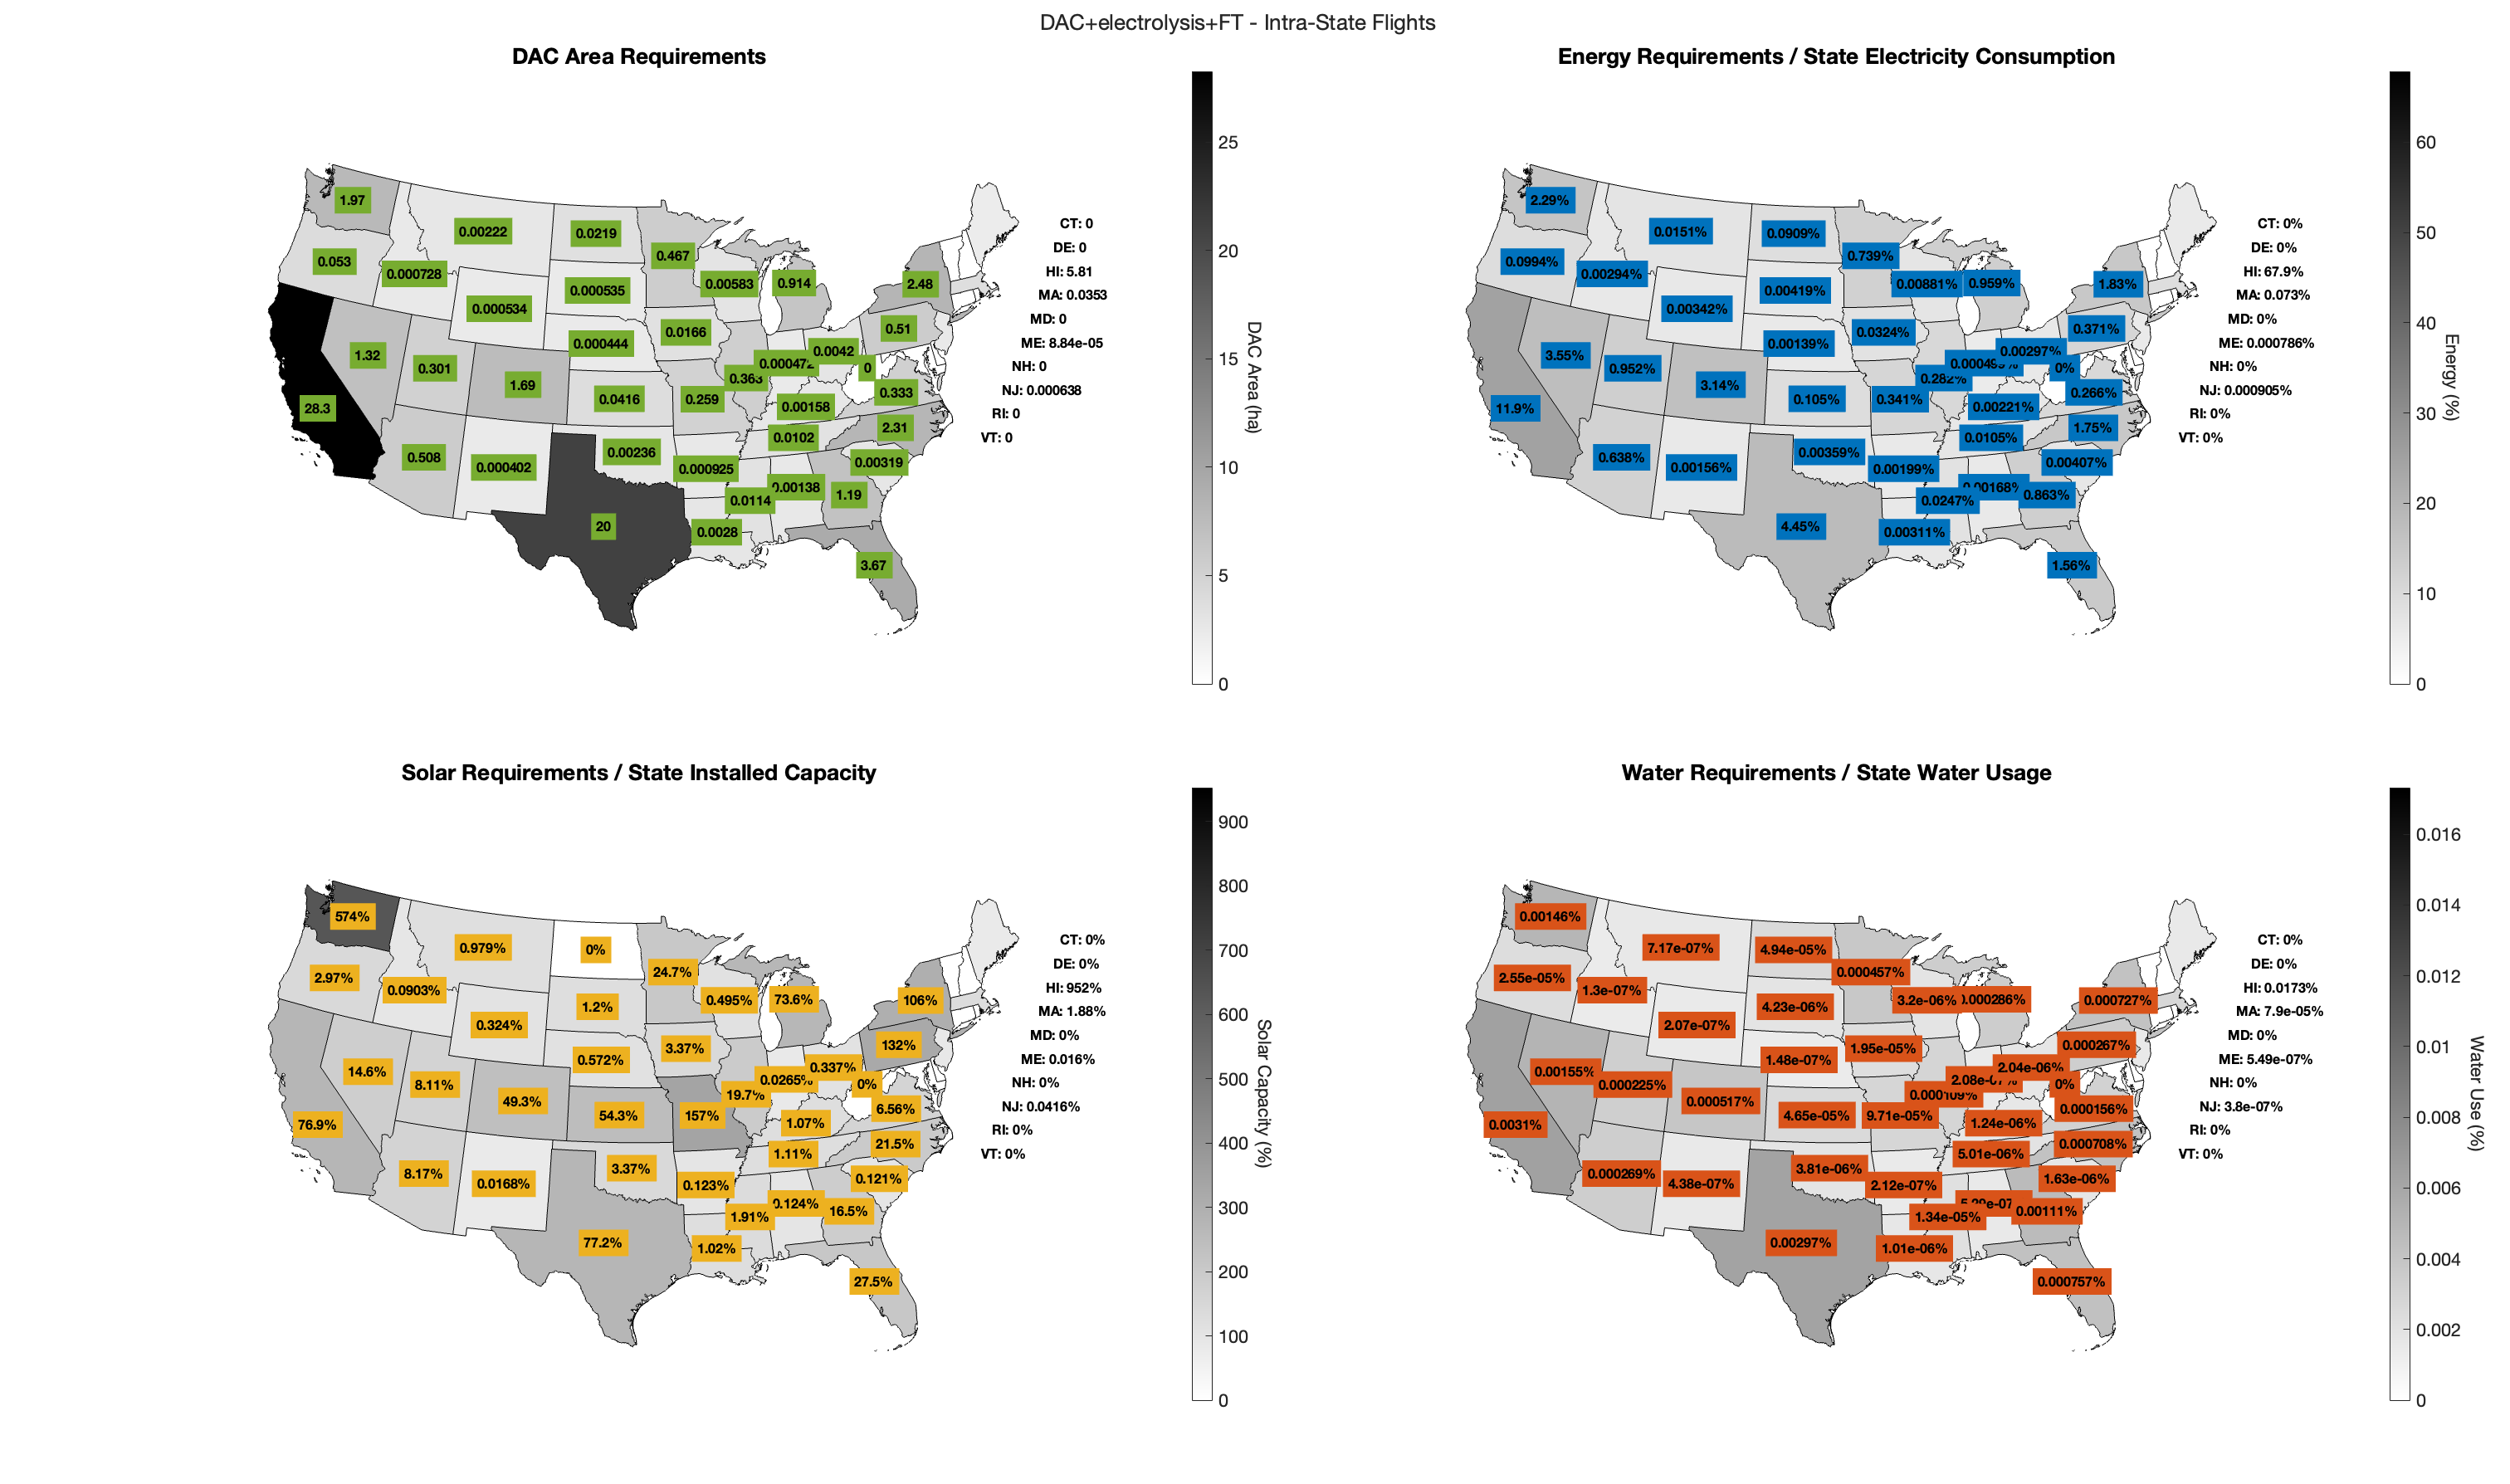 DAC+electrolysis+FT - Intra-State Flights
DAC Area Requirements
1.97
0.00222
0.0219
0.467
0.053
0.000728
0.000535
0.00583
0.914
2.48
0.000534
0.0166
0.51
1.32
0.301
0.000444
0.0042
0.363
0
1.69
0.0416
0.259
0.333
28.3
0.00158
2.31
0.0102
0.508
0.000402
0.00236
0.000925
0.00319
0.00138
0.0114
1.19
20
0.0028
3.67
CT: 0
DE: 0
HI: 5.81
MA: 0.0353
MD: 0
ME: 8.84e-05
NH: 0
NJ: 0.000638
RI: 0
VT: 0
25
20
15
10
5
0
DAC Area (ha)
Energy Requirements / State Electricity Consumption
2.29%
0.0151%
0.0909%
0.739%
0.0994%
0.00294%
0.00419%
0.00881%
0.959%
1.83%
0.00342%
0.0324%
0.371%
3.55%
0.952%
0.00139%
0.00297%
0.282%
0%
3.14%
0.105%
0.341%
0.266%
11.9%
0.00221%
1.75%
0.0105%
0.638%
0.00156%
0.00359%
0.00199%
0.00407%
0.00168%
0.0247%
0.863%
4.45%
0.00311%
1.56%
CT: 0%
DE: 0%
HI: 67.9%
MA: 0.073%
MD: 0%
ME: 0.000786%
NH: 0%
NJ: 0.000905%
RI: 0%
VT: 0%
60
50
40
30
20
10
0
Energy (%)
Solar Requirements / State Installed Capacity
574%
0.979%
0%
24.7%
2.97%
0.0903%
1.2%
0.495%
73.6%
106%
0.324%
3.37%
132%
14.6%
8.11%
0.572%
0.337%
0.0265%
19.7%
0%
49.3%
54.3%
157%
6.56%
76.9%
1.07%
21.5%
1.11%
8.17%
0.0168%
3.37%
0.123%
0.121%
0.124%
1.91%
16.5%
77.2%
1.02%
27.5%
CT: 0%
DE: 0%
HI: 952%
MA: 1.88%
MD: 0%
ME: 0.016%
NH: 0%
NJ: 0.0416%
RI: 0%
VT: 0%
900
800
700
600
500
400
300
200
100
0
Solar Capacity (%)
Water Requirements / State Water Usage
0.00146%
7.17e-07%
4.94e-05%
0.000457%
2.55e-05%
1.3e-07%
4.23e-06%
3.2e-06%
0.000727%
2.07e-07%
1.95e-05%
0.000267%
0.00155%
0.000225%
1.48e-07%
2.04e-06%
0%
0.000517%
4.65e-05%
9.71e-05%
0.000156%
0.0031%
1.24e-06%
0.000708%
5.01e-06%
0.000269%
4.38e-07%
3.81e-06%
2.12e-07%
1.63e-06%
1.34e-05%
0.00111%
0.00297%
1.01e-06%
0.000757%
CT: 0%
DE: 0%
HI: 0.0173%
MA: 7.9e-05%
MD: 0%
ME: 5.49e-07%
NH: 0%
NJ: 3.8e-07%
RI: 0%
VT: 0%
0.016
0.014
0.012
0.01
0.008
0.006
0.004
0.002
0
Water Use (%)